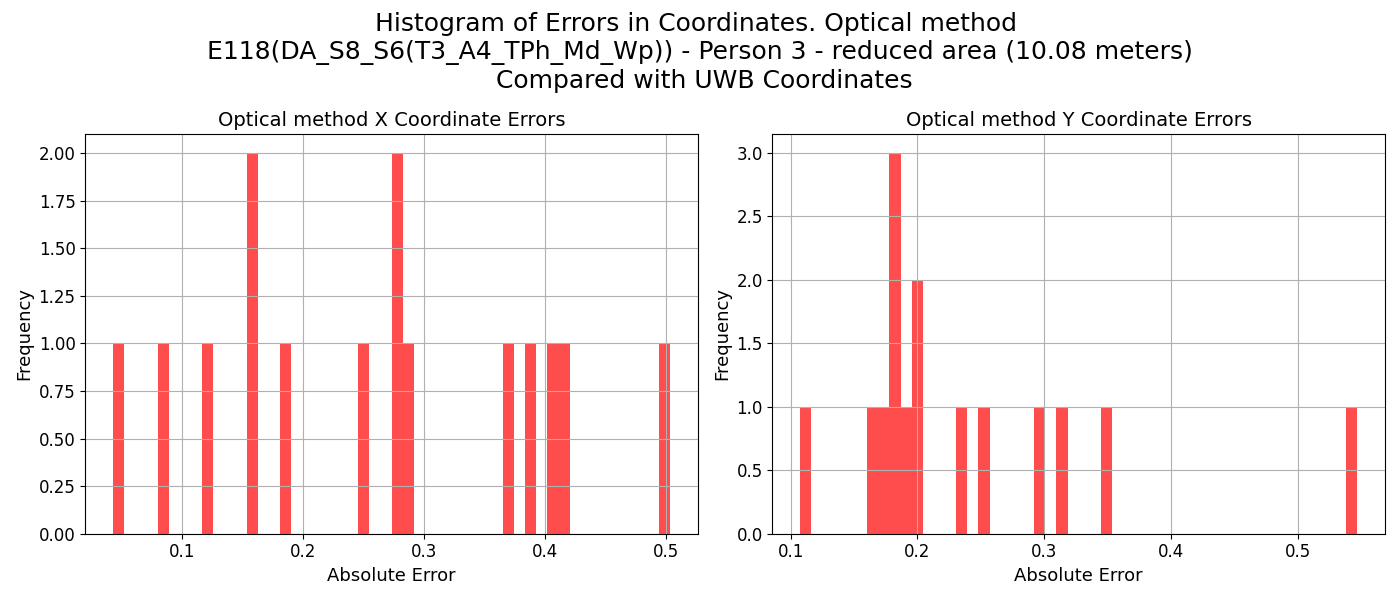 Histogram of Errors in Coordinates. Optical method
E118(DA_S8_S6(T3_A4_TPh_Md_Wp)) - Person 3 - reduced area (10.08 meters)
Compared with UWB Coordinates
Optical method X Coordinate Errors
2.00
1.75
1.50
1.25
1.00
0.75
0.50
0.25
0.00
Frequency
0.1 0.2 0.3 0.4 0.5
Absolute Error
Optical method Y Coordinate Errors
3.0
2.5
2.0
1.5
1.0
0.5
0.0
Frequency
0.1 0.2 0.3 0.4 0.5
Absolute Error